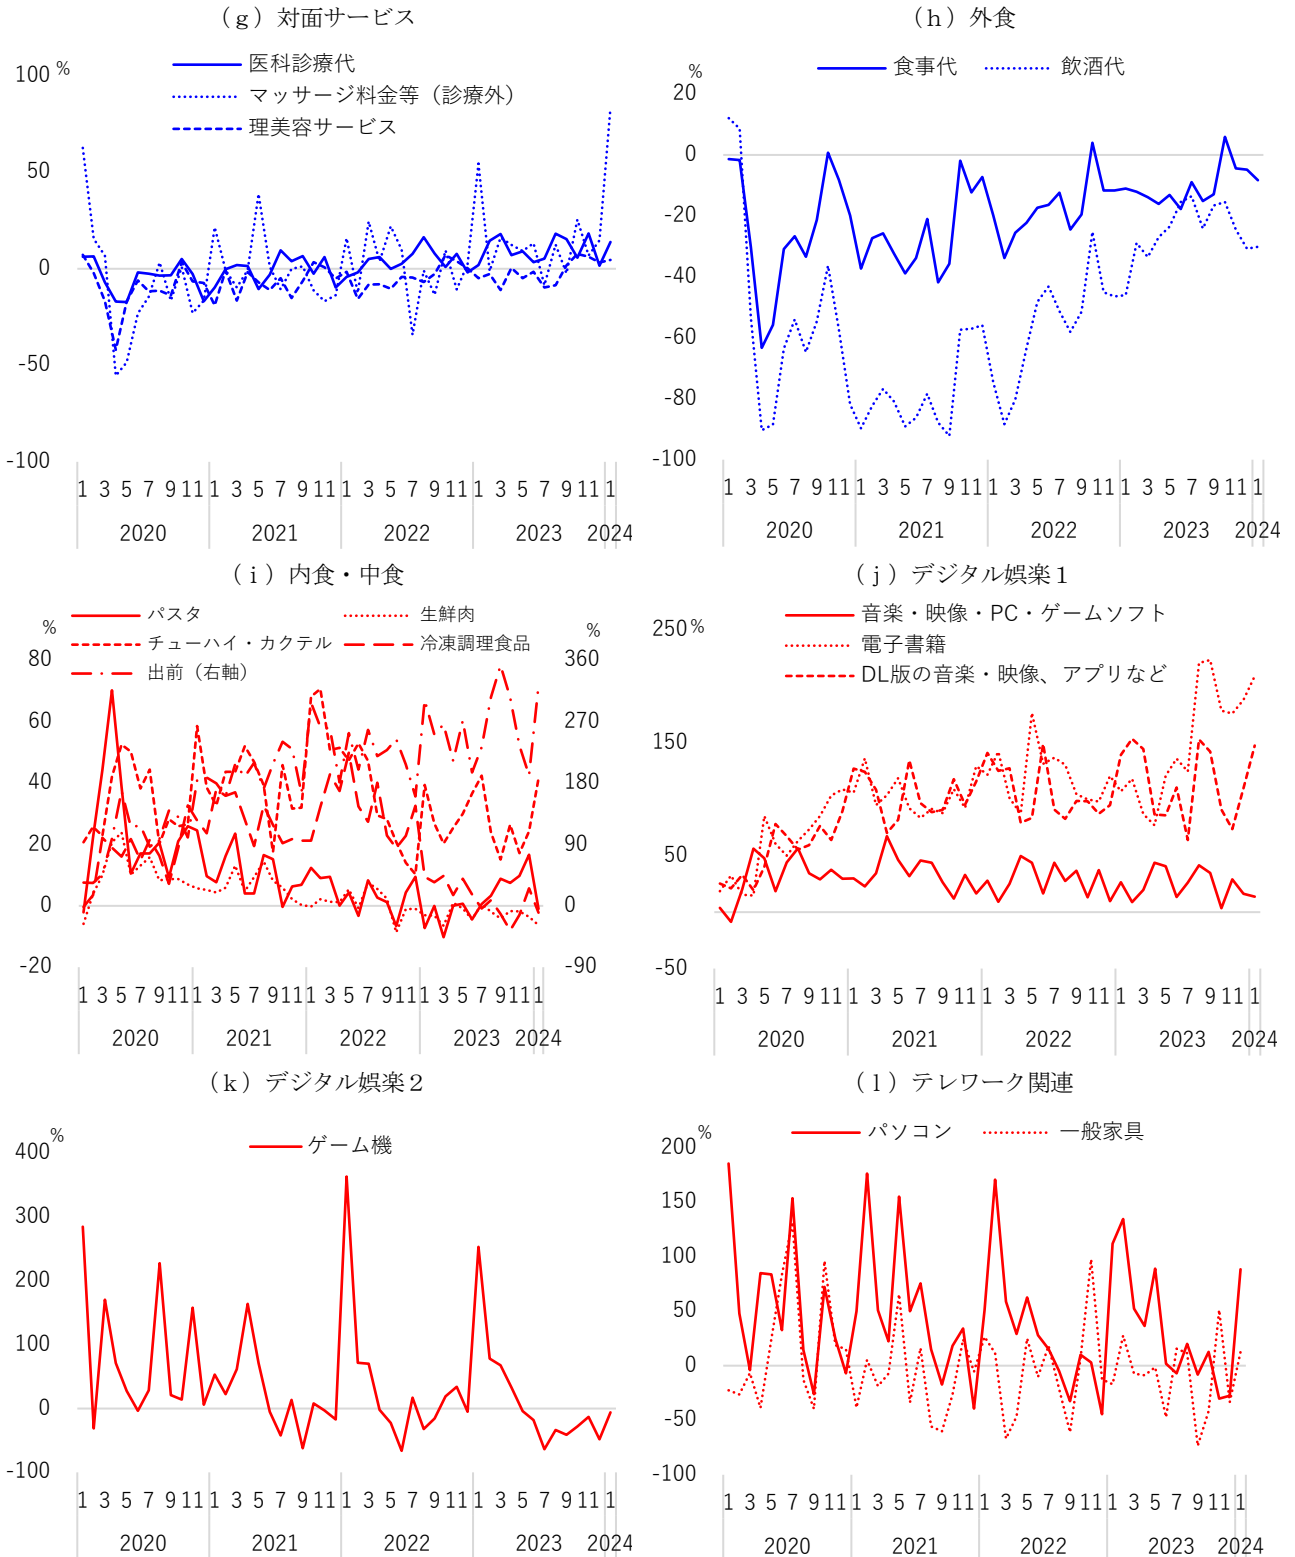 （ｇ）対面サービス
%
医科診療代
マッサージ料金等（診療外）
理美容サービス
100
50
0
-50
-100
1 3 5 7 9 11 1 3 5 7 9 11 1 3 5 7 9 11 1 3 5 7 9 11 1
2020 2021 2022 2023 2024
（ｈ）外食
%
食事代 飲酒代
20
0
-20
-40
-60
-80
-100
1 3 5 7 9 11 1 3 5 7 9 11 1 3 5 7 9 11 1 3 5 7 9 11 1
2020 2021 2022 2023 2024
（ｉ）内食・中食
パスタ 生鮮肉
チューハイ・カクテル 冷凍調理食品
出前（右軸）
% %
80 360
60 270
40 180
20 90
0 0
-20 -90
1 3 5 7 9 11 1 3 5 7 9 11 1 3 5 7 9 11 1 3 5 7 9 11 1
2020 2021 2022 2023 2024
（ｊ）デジタル娯楽１
%
音楽・映像・PC・ゲームソフト
電子書籍
DL版の音楽・映像、アプリなど
250
150
50
-50
1 3 5 7 9 11 1 3 5 7 9 11 1 3 5 7 9 11 1 3 5 7 9 11 1
2020 2021 2022 2023 2024
（ｋ）デジタル娯楽２
%
ゲーム機
400
300
200
100
0
-100
1 3 5 7 9 11 1 3 5 7 9 11 1 3 5 7 9 11 1 3 5 7 9 11 1
2020 2021 2022 2023 2024
（ｌ）テレワーク関連
%
パソコン 一般家具
200
150
100
50
0
-50
-100
1 3 5 7 9 11 1 3 5 7 9 11 1 3 5 7 9 11 1 3 5 7 9 11 1
2020 2021 2022 2023 2024